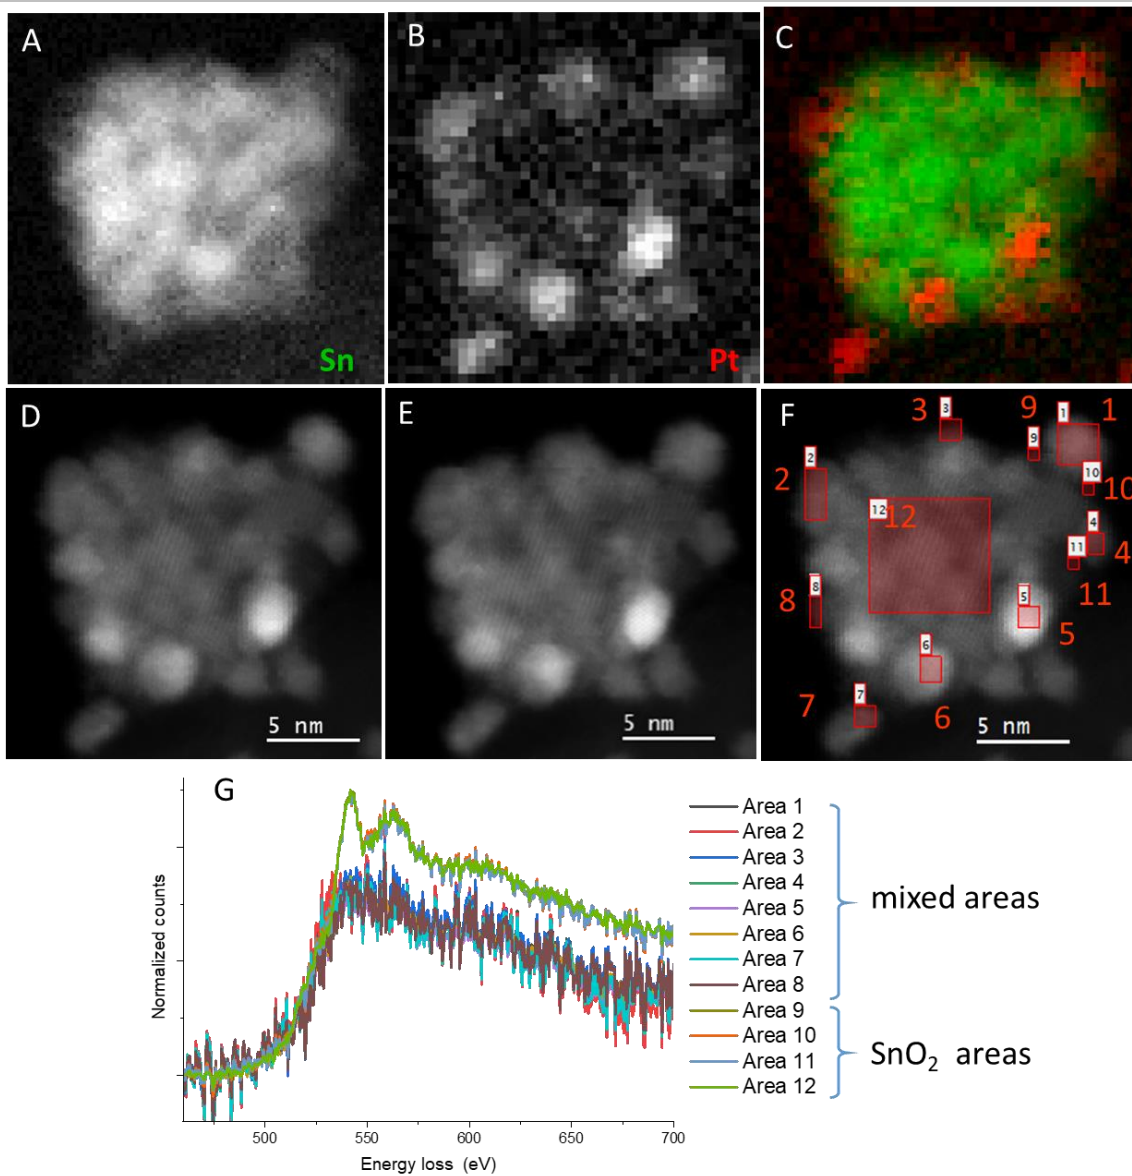 A
B
C
Sn
Pt
D
E
F
5 nm
5 nm
5 nm
3
3
9
9
1
1
2
2
10
10
12
12
4
4
11
11
8
8
5
5
6
6
7
7
G
Normalized counts
500
550
600
650
700
Energy loss (eV)
Area 1
Area 2
Area 3
Area 4
Area 5
Area 6
Area 7
Area 8
Area 9
Area 10
Area 11
Area 12
mixed areas
SnO₂ areas